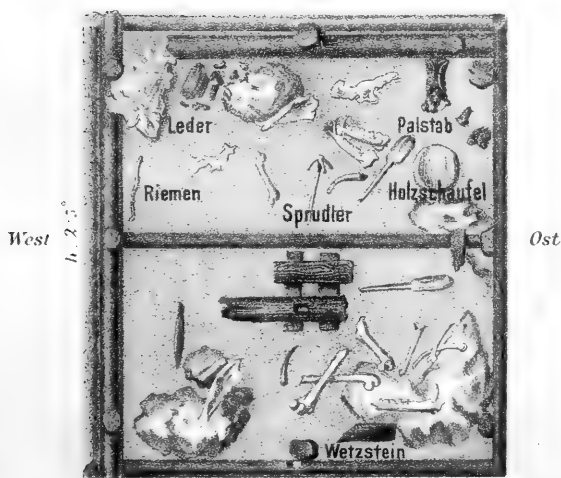 Leder
Palstab
Riemen
Holzschaufel
Sprudler
West
Ost
Wetzstein